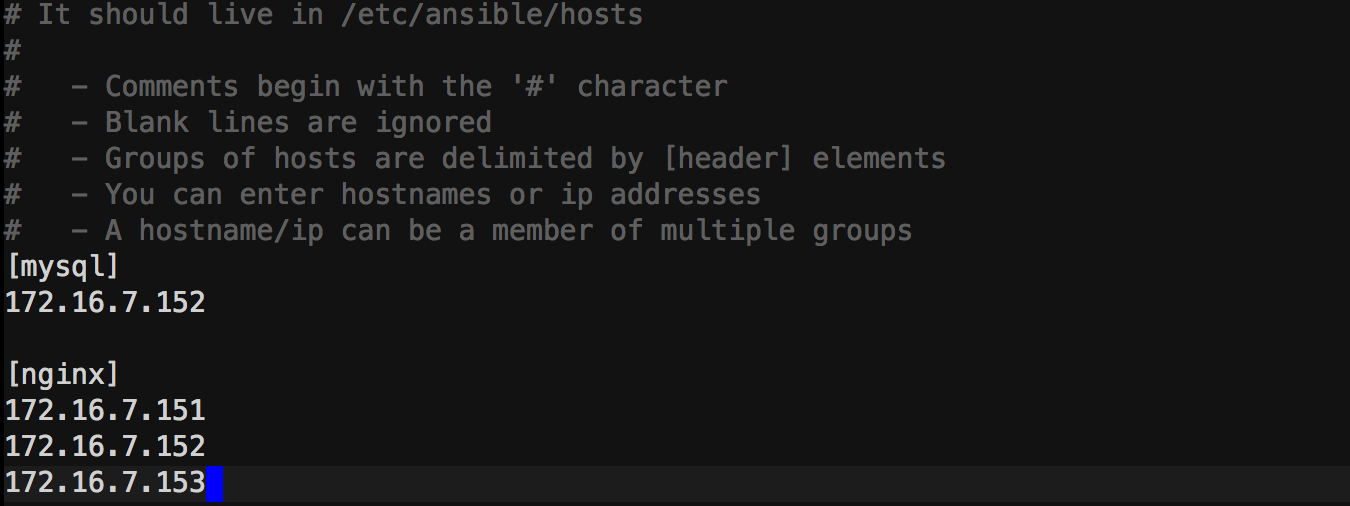 # It should live in /etc/ansible/hosts
#
#   - Comments begin with the '#' character
#   - Blank lines are ignored
#   - Groups of hosts are delimited by [header] elements
#   - You can enter hostnames or ip addresses
#   - A hostname/ip can be a member of multiple groups
[mysql]
172.16.7.152

[nginx]
172.16.7.151
172.16.7.152
172.16.7.153